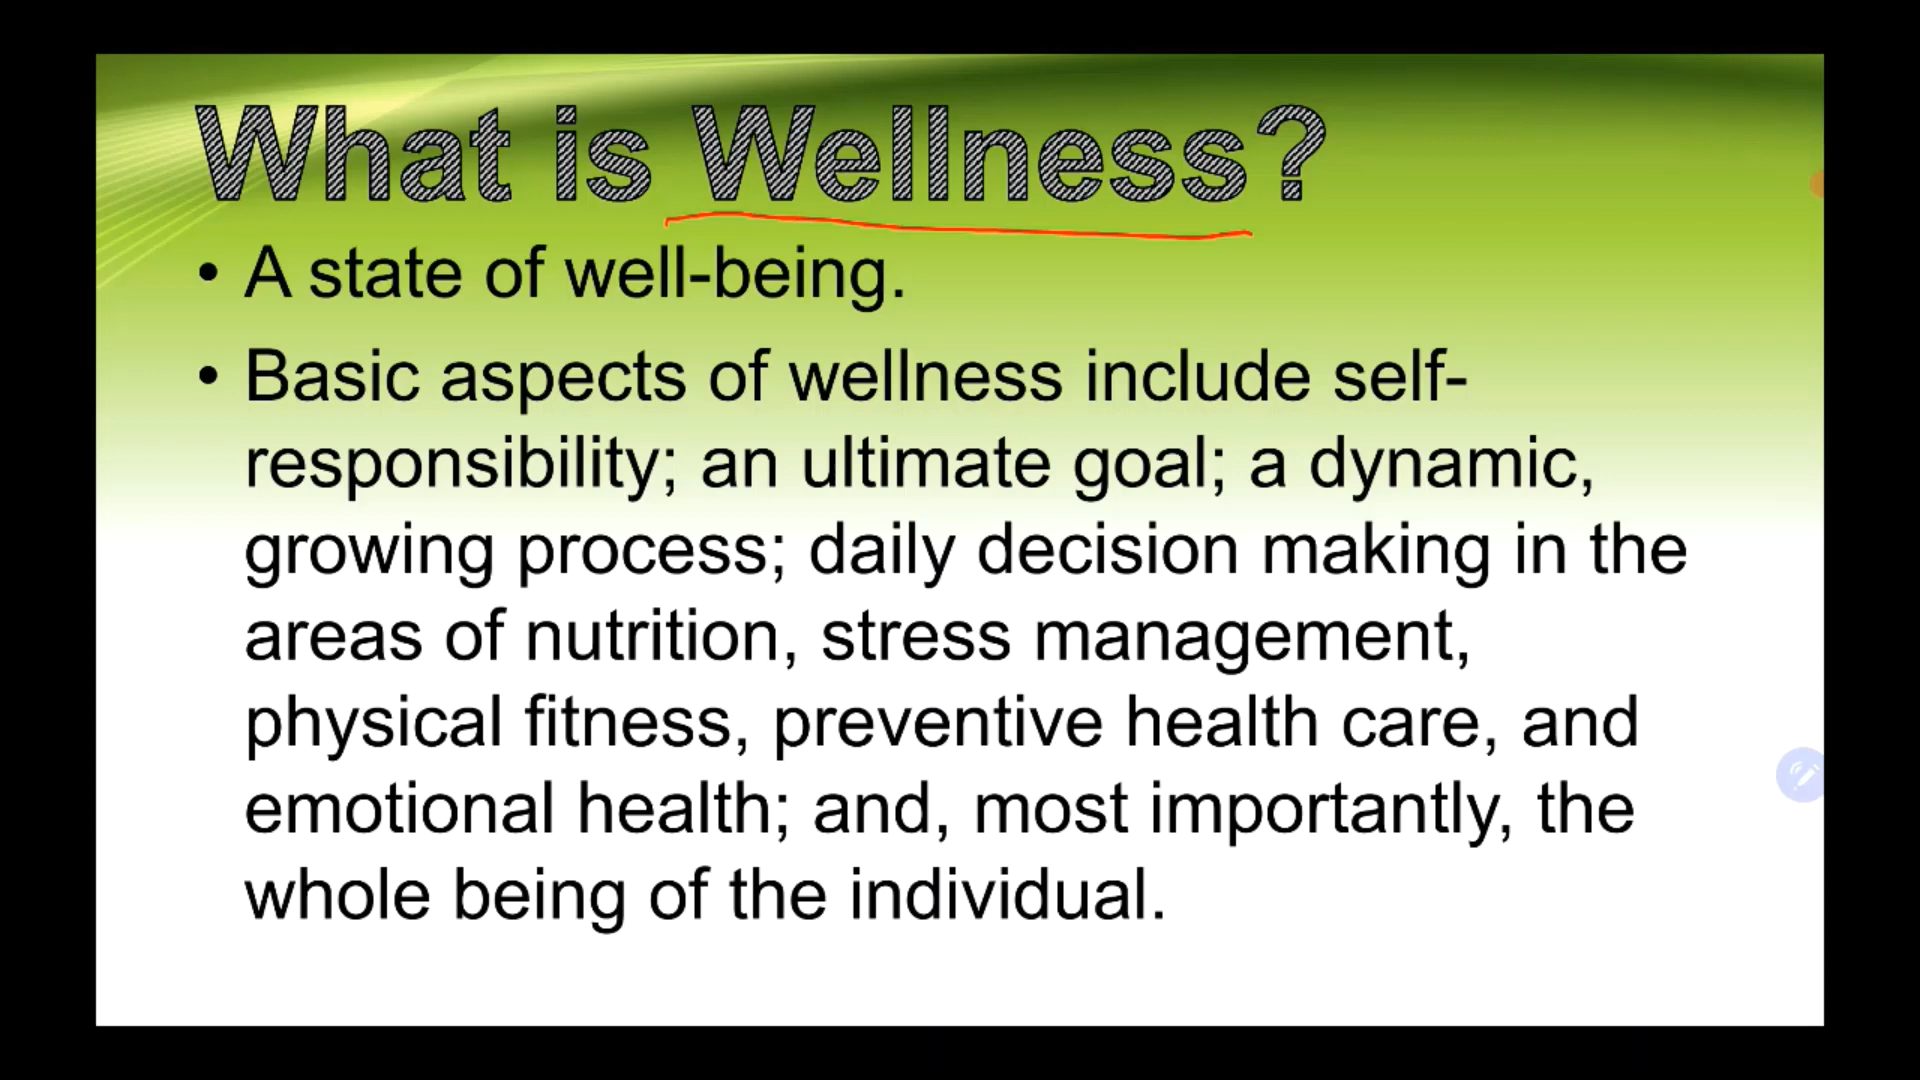 What is Wellness?
• A state of well-being.
• Basic aspects of wellness include self-
responsibility; an ultimate goal; a dynamic,
growing process; daily decision making in the
areas of nutrition, stress management,
physical fitness, preventive health care, and
emotional health; and, most importantly, the
whole being of the individual.